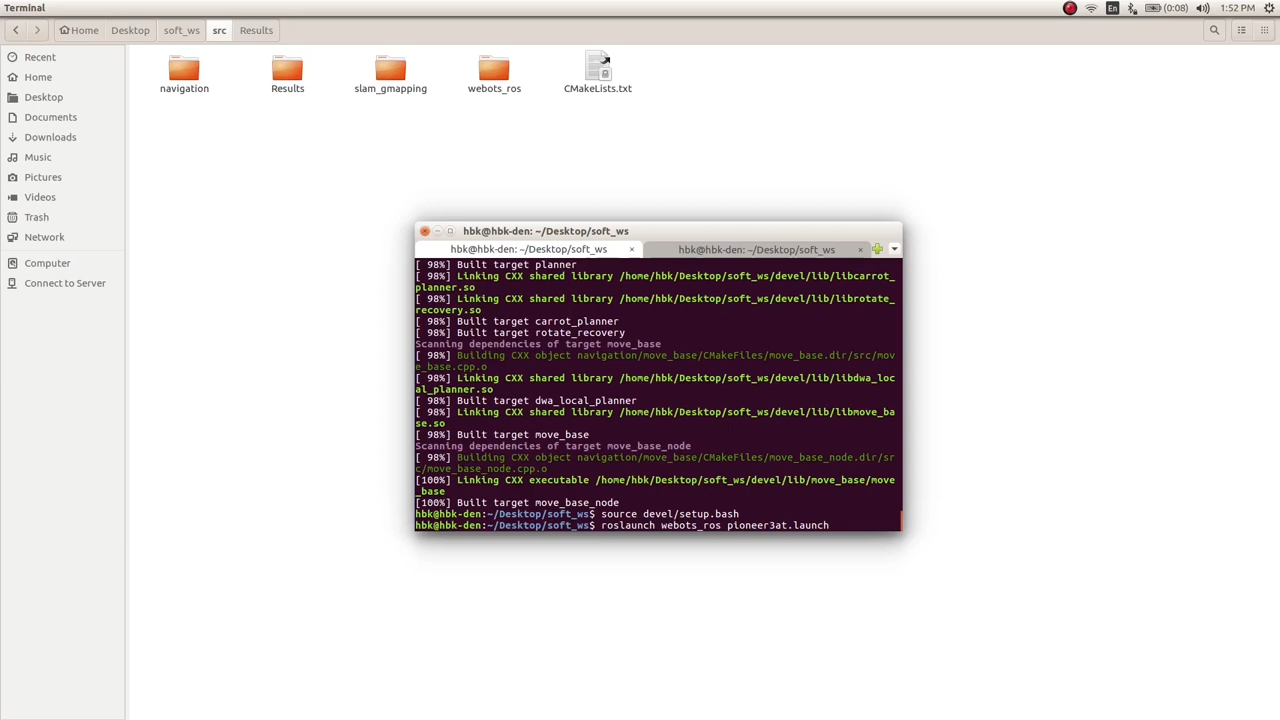 Terminal
En
(0:08)
1:52 PM
Home
Desktop
soft_ws
src
Results
Recent
Home
Desktop
Documents
Downloads
Music
Pictures
Videos
Trash
Network
Computer
Connect to Server
navigation
Results
slam_gmapping
webots_ros
CMakeLists.txt
hbk@hbk-den: ~/Desktop/soft_ws
hbk@hbk-den: ~/Desktop/soft_ws
hbk@hbk-den: ~/Desktop/soft_ws
[ 98%] Built target planner
[ 98%] Linking CXX shared library /home/hbk/Desktop/soft_ws/devel/lib/libcarrot_
planner.so
[ 98%] Linking CXX shared library /home/hbk/Desktop/soft_ws/devel/lib/librotate_
recovery.so
[ 98%] Built target carrot_planner
[ 98%] Built target rotate_recovery
Scanning dependencies of target move_base
[ 98%] Building CXX object navigation/move_base/CMakeFiles/move_base.dir/src/mov
e_base.cpp.o
[ 98%] Linking CXX shared library /home/hbk/Desktop/soft_ws/devel/lib/libdwa_loc
al_planner.so
[ 98%] Built target dwa_local_planner
[ 98%] Linking CXX shared library /home/hbk/Desktop/soft_ws/devel/lib/libmove_ba
se.so
[ 98%] Built target move_base
Scanning dependencies of target move_base_node
[ 98%] Building CXX object navigation/move_base/CMakeFiles/move_base_node.dir/sr
c/move_base_node.cpp.o
[100%] Linking CXX executable /home/hbk/Desktop/soft_ws/devel/lib/move_base/move
_base
[100%] Built target move_base_node
hbk@hbk-den:~/Desktop/soft_ws$ source devel/setup.bash
hbk@hbk-den:~/Desktop/soft_ws$ roslaunch webots_ros pioneer3at.launch